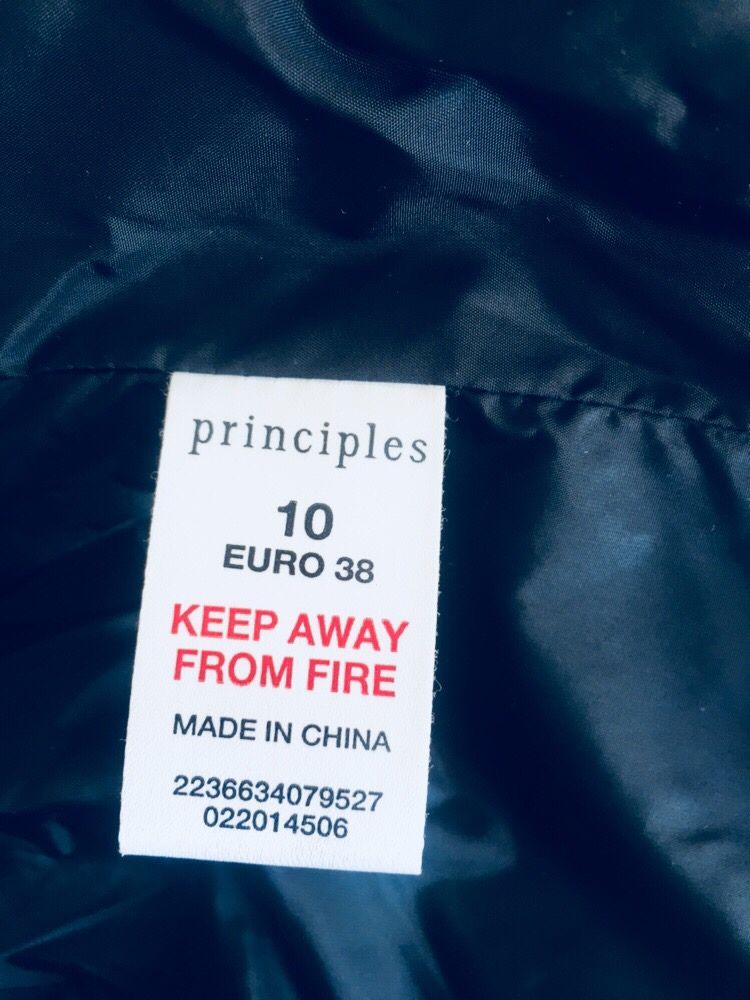 principles
10
EURO 38
KEEP AWAY
FROM FIRE
MADE IN CHINA
2236634079527
022014506